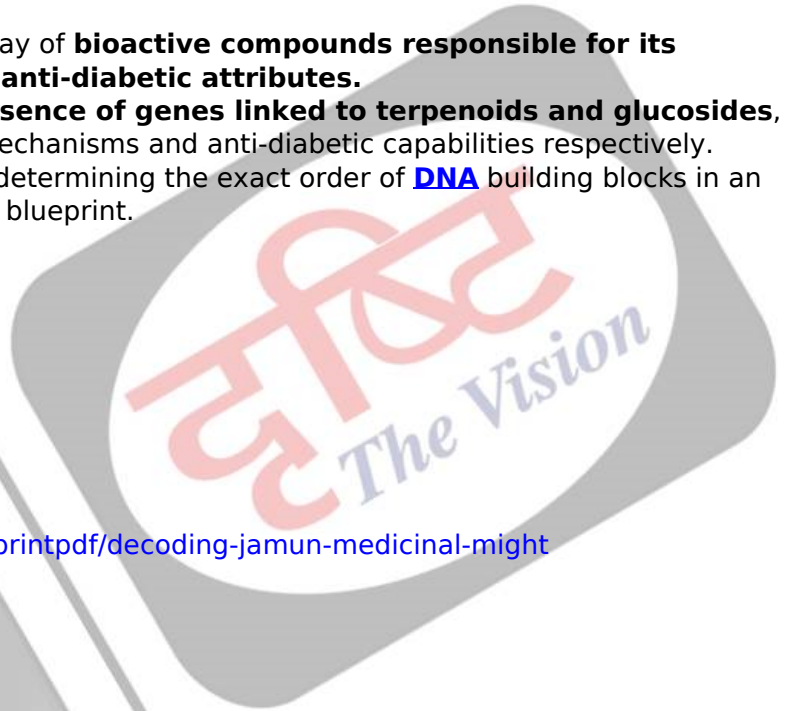 ay of bioactive compounds responsible for its
anti-diabetic attributes.
sence of genes linked to terpenoids and glucosides,
echanisms and anti-diabetic capabilities respectively.
determining the exact order of DNA building blocks in an
blueprint.
दृष्टि
The Vision
printpdf/decoding-jamun-medicinal-might